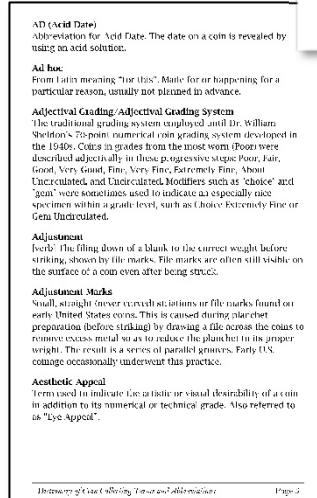 AD (Acid Date)
Abbreviation for Acid Date. The date on a coin is revealed by
using an acid solution.
Ad hoc
From Latin meaning "for this". Made for or happening for a
particular reason, usually not planned in advance.
Adjectival Grading/Adjectival Grading System
The traditional grading system employed until Dr. William
Sheldon's 70-point numerical coin grading system developed in
the 1940s. Coins in grades from the most worn (Poor) were
described adjectivally in these progressive steps: Poor, Fair,
Good, Very Good, Fine, Very Fine, Extremely Fine, About
Uncirculated, and Uncirculated. Modifiers such as "choice" and
"gem" were sometimes used to indicate an especially nice
specimen within a grade level, such as Choice Extremely Fine or
Gem Uncirculated.
Adjustment
[verb] The filing down of a blank to the correct weight before
striking, shown by file marks. File marks are often still visible on
the surface of a coin even after being struck.
Adjustment Marks
Small, straight (never curved) striations or file marks found on
early United States coins. This is caused during planchet
preparation (before striking) by drawing a file across the coins to
remove excess metal so as to reduce the planchet to its proper
weight. The result is a series of parallel grooves. Early U.S.
coinage occasionally underwent this practice.
Aesthetic Appeal
Term used to indicate the artistic or visual desirability of a coin
in addition to its numerical or technical grade. Also referred to
as "Eye Appeal".
Dictionary of Coin Collecting Terms and Abbreviations Page 5